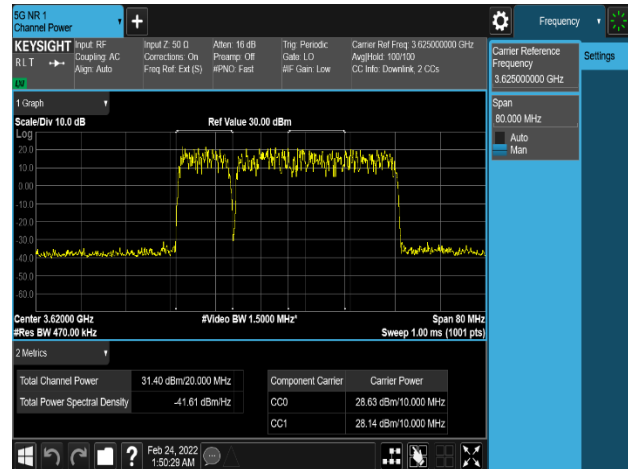 5G NR 1
Channel Power
Frequency
KEYSIGHT
RLT
LXI
Input: RF
Coupling: AC
Align: Auto
Input Z: 50 Ω
Corrections: On
Freq Ref: Ext (S)
Atten: 16 dB
Preamp: Off
#PNO: Fast
Trig: Periodic
Gate: LO
#IF Gain: Low
Carrier Ref Freq: 3.625000000 GHz
Avg|Hold: 100/100
CC Info: Downlink, 2 CCs
Carrier Reference
Frequency
3.625000000 GHz
Settings
Span
80.000 MHz
Auto
Man
1 Graph
Scale/Div 10.0 dB
Ref Value 30.00 dBm
Log
20.0
10.0
0.00
-10.0
-20.0
-30.0
-40.0
-50.0
-60.0
Center 3.62000 GHz
#Video BW 1.5000 MHz*
Span 80 MHz
#Res BW 470.00 kHz
Sweep 1.00 ms (1001 pts)
2 Metrics
Total Channel Power 31.40 dBm/20.000 MHz
Total Power Spectral Density -41.61 dBm/Hz
Component Carrier Carrier Power
CC0 28.63 dBm/10.000 MHz
CC1 28.14 dBm/10.000 MHz
Feb 24, 2022
1:50:29 AM